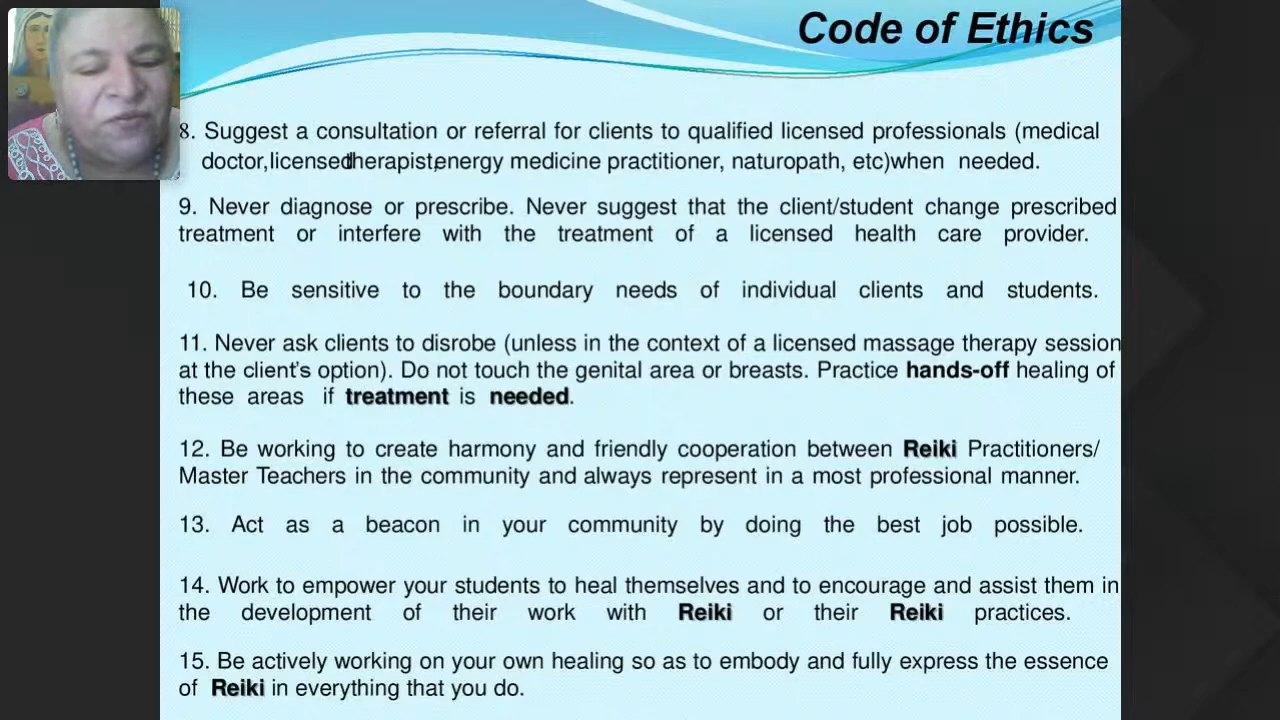 Code of Ethics
8. Suggest a consultation or referral for clients to qualified licensed professionals (medical
doctor,licensedtherapist,energy medicine practitioner, naturopath, etc)when needed.
9. Never diagnose or prescribe. Never suggest that the client/student change prescribed
treatment or interfere with the treatment of a licensed health care provider.
10. Be sensitive to the boundary needs of individual clients and students.
11. Never ask clients to disrobe (unless in the context of a licensed massage therapy session
at the client's option). Do not touch the genital area or breasts. Practice hands-off healing of
these areas if treatment is needed.
12. Be working to create harmony and friendly cooperation between Reiki Practitioners/
Master Teachers in the community and always represent in a most professional manner.
13. Act as a beacon in your community by doing the best job possible.
14. Work to empower your students to heal themselves and to encourage and assist them in
the development of their work with Reiki or their Reiki practices.
15. Be actively working on your own healing so as to embody and fully express the essence
of Reiki in everything that you do.